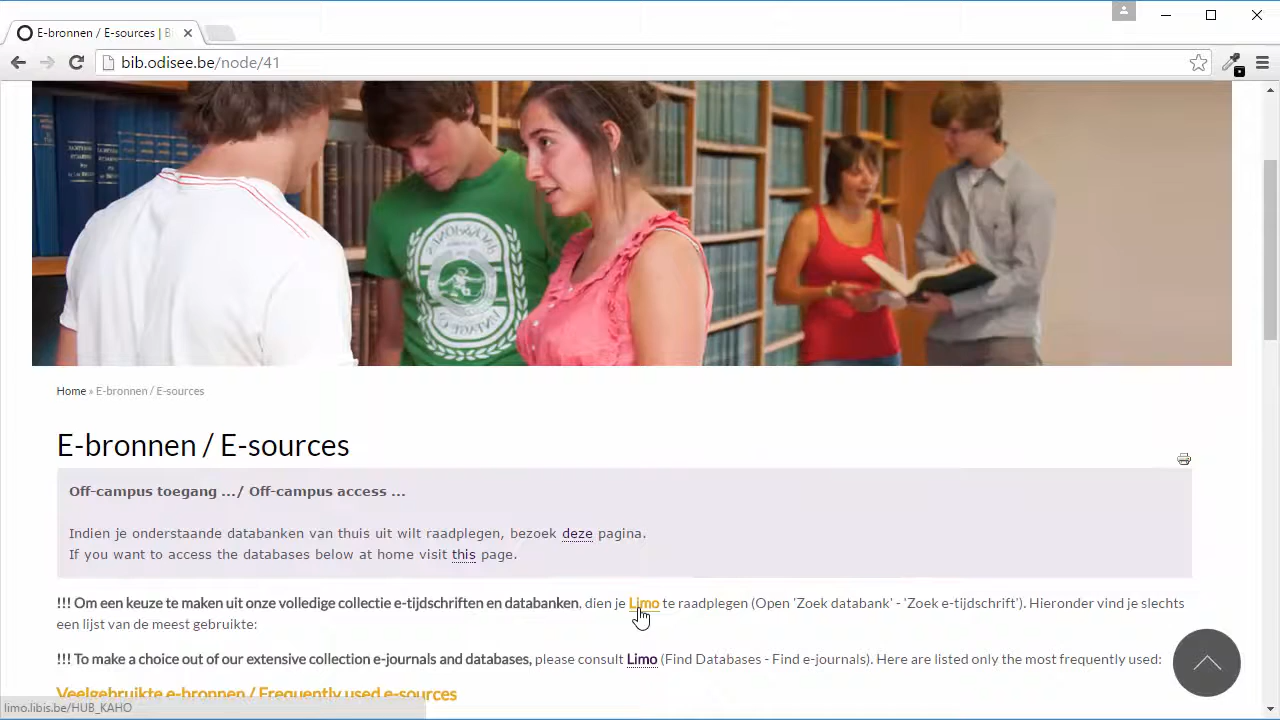 E-bronnen / E-sources | B
bib.odisee.be/node/41
Home » E-bronnen / E-sources
E-bronnen / E-sources
Off-campus toegang .../ Off-campus access ...
Indien je onderstaande databanken van thuis uit wilt raadplegen, bezoek deze pagina.
If you want to access the databases below at home visit this page.
!!! Om een keuze te maken uit onze volledige collectie e-tijdschriften en databanken, dien je Limo te raadplegen (Open 'Zoek databank' - 'Zoek e-tijdschrift'). Hieronder vind je slechts
een lijst van de meest gebruikte:
!!! To make a choice out of our extensive collection e-journals and databases, please consult Limo (Find Databases - Find e-journals). Here are listed only the most frequently used:
Veelgebruikte e-bronnen / Frequently used e-sources
limo.libis.be/HUB_KAHO